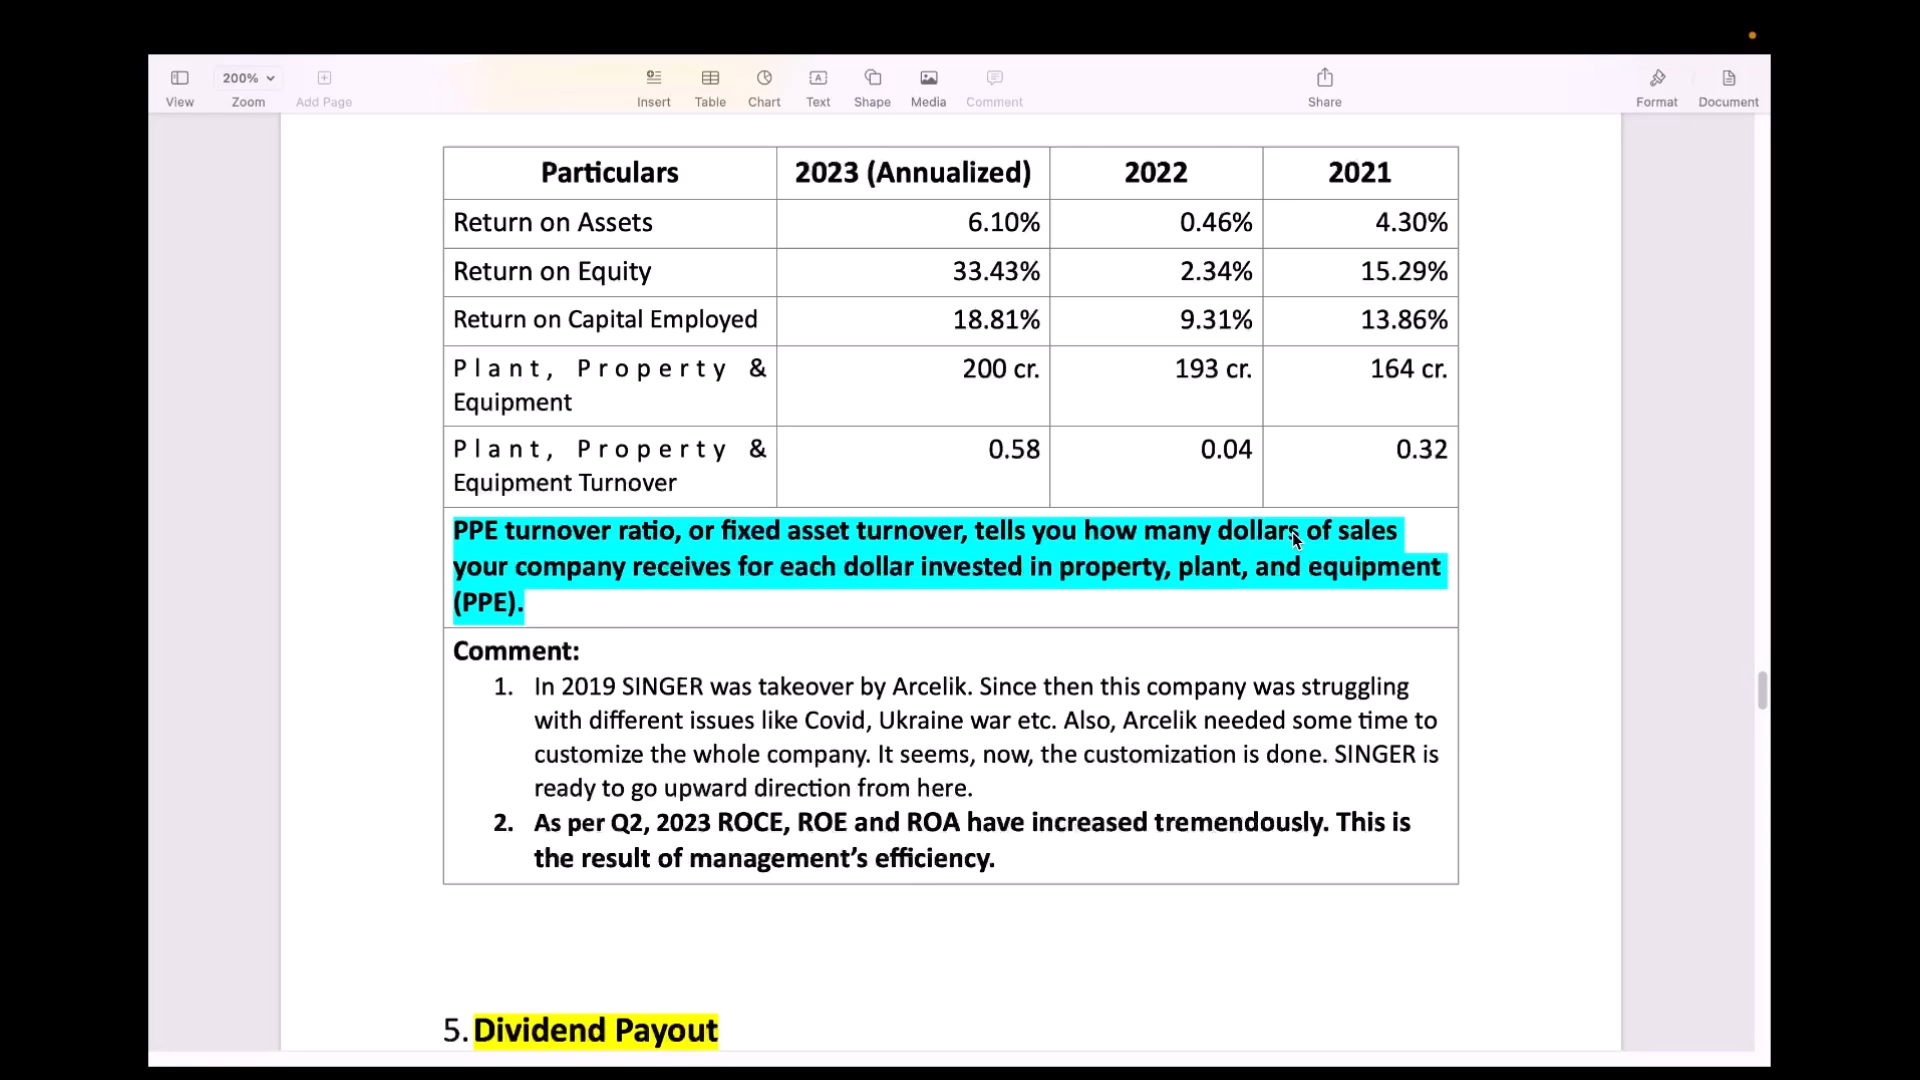 200%
View
Zoom
Add Page
Insert
Table
Chart
Text
Shape
Media
Comment
Share
Format
Document
Particulars 2023 (Annualized) 2022 2021
Return on Assets 6.10% 0.46% 4.30%
Return on Equity 33.43% 2.34% 15.29%
Return on Capital Employed 18.81% 9.31% 13.86%
Plant, Property & 200 cr. 193 cr. 164 cr.
Equipment
Plant, Property & 0.58 0.04 0.32
Equipment Turnover
PPE turnover ratio, or fixed asset turnover, tells you how many dollars of sales
your company receives for each dollar invested in property, plant, and equipment
(PPE).
Comment:
1. In 2019 SINGER was takeover by Arcelik. Since then this company was struggling
with different issues like Covid, Ukraine war etc. Also, Arcelik needed some time to
customize the whole company. It seems, now, the customization is done. SINGER is
ready to go upward direction from here.
2. As per Q2, 2023 ROCE, ROE and ROA have increased tremendously. This is
the result of management’s efficiency.
5. Dividend Payout